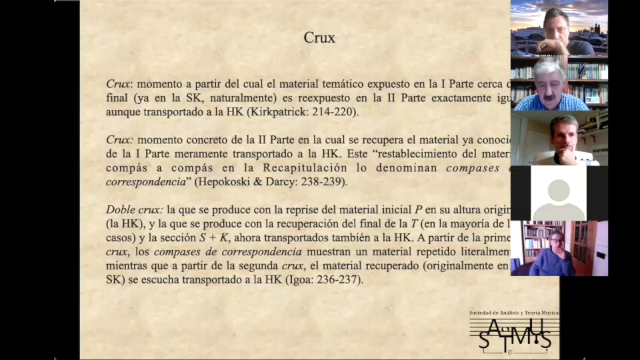 Crux
Crux: momento a partir del cual el material temático expuesto en la I Parte cerca
final (ya en la SK, naturalmente) es reexpuesto en la II Parte exactamente
aunque transportado a la HK (Kirkpatrick: 214-220).
Crux: momento concreto de la II Parte en la cual se recupera el material ya
de la I Parte meramente transportado a la HK. Este “restablecimiento del
compás a compás en la Recapitulación lo denominan compases
correspondencia” (Hepokoski & Darcy: 238-239).
Doble crux: la que se produce con la reprise del material inicial P en su altura
(la HK), y la que se produce con la recuperación del final de la T (en la mayoría de
casos) y la sección S + K, ahora transportados también a la HK. A partir de la
crux, los compases de correspondencia muestran un material repetido
mientras que a partir de la segunda crux, el material recuperado (originalmente en
SK) se escucha transportado a la HK (Igoa: 236-237).
Sociedad de Análisis y Teoría Musical
SATMUS